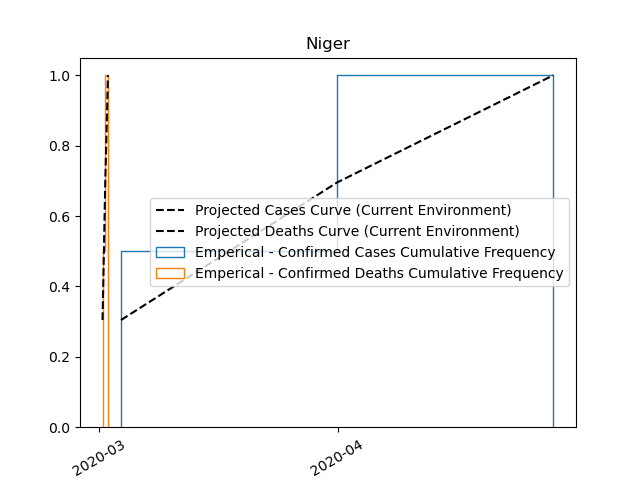 Niger
1.0
0.8
0.6
0.4
0.2
0.0
Projected Cases Curve (Current Environment)
Projected Deaths Curve (Current Environment)
Emperical - Confirmed Cases Cumulative Frequency
Emperical - Confirmed Deaths Cumulative Frequency
2020-03
2020-04